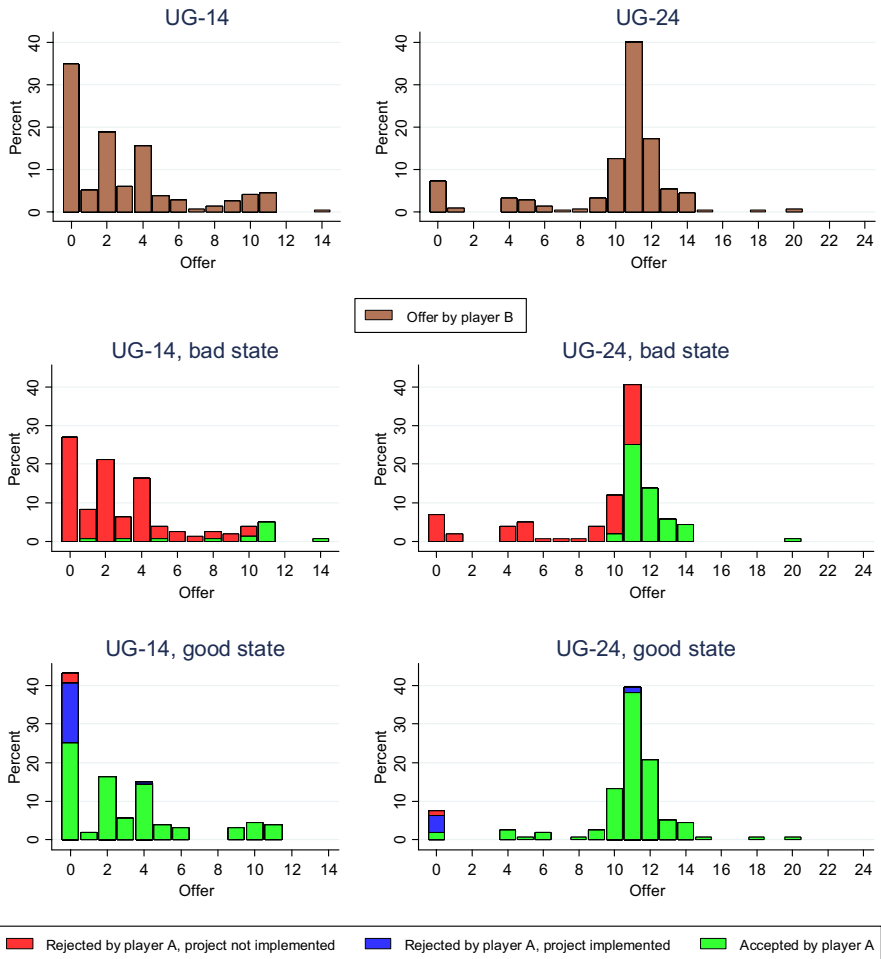 UG-14
UG-24
Percent
0 10 20 30 40
0 2 4 6 8 10 12 14
Offer
Percent
0 10 20 30 40
0 2 4 6 8 10 12 14 16 18 20 22 24
Offer
Offer by player B
UG-14, bad state
UG-24, bad state
Percent
0 10 20 30 40
0 2 4 6 8 10 12 14
Offer
Percent
0 10 20 30 40
0 2 4 6 8 10 12 14 16 18 20 22 24
Offer
UG-14, good state
UG-24, good state
Percent
0 10 20 30 40
0 2 4 6 8 10 12 14
Offer
Percent
0 10 20 30 40
0 2 4 6 8 10 12 14 16 18 20 22 24
Offer
Rejected by player A, project not implemented
Rejected by player A, project implemented
Accepted by player A